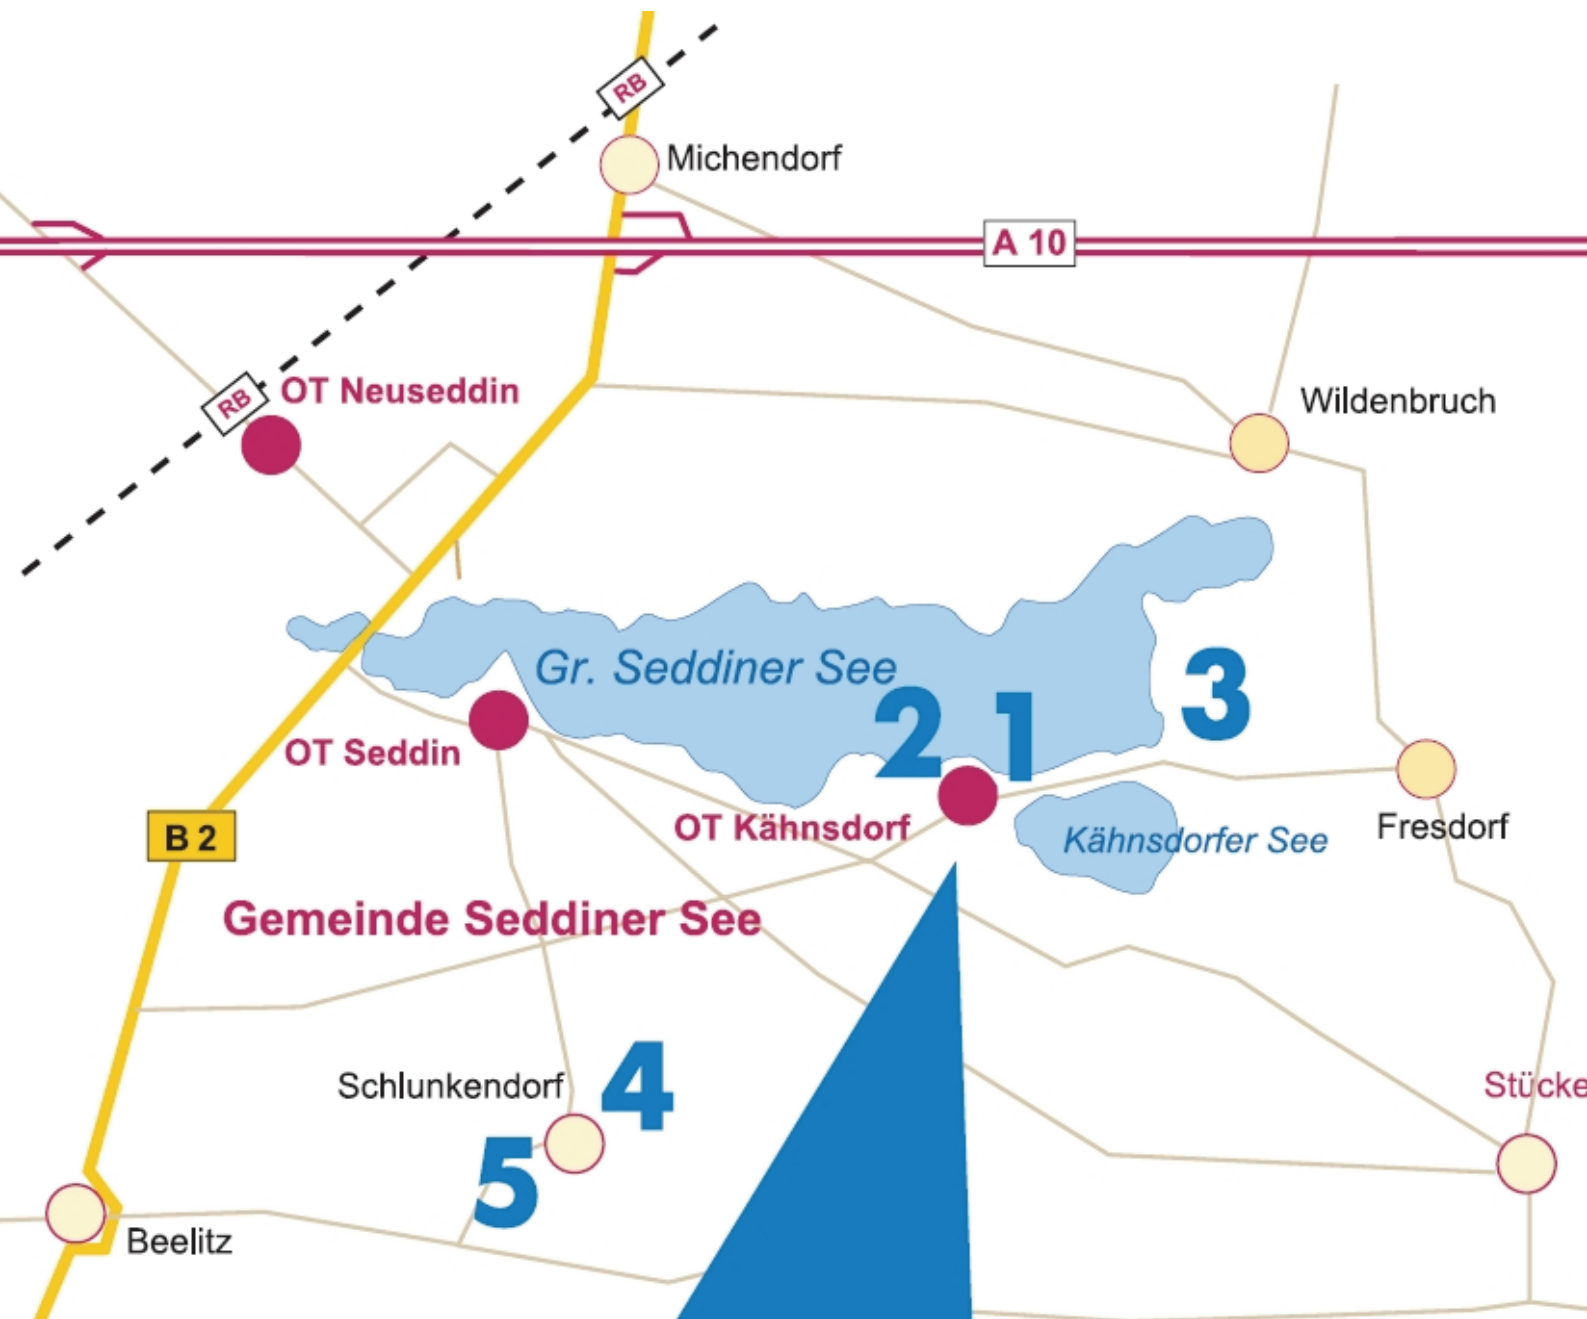 RB
Michendorf
A 10
RB
OT Neuseddin
Wildenbruch
Gr. Seddiner See
3
2
1
OT Seddin
OT Kähnsdorf
B 2
Kähnsdorfer See
Fresdorf
Gemeinde Seddiner See
Schlunkendorf
4
Stücke
5
Beelitz